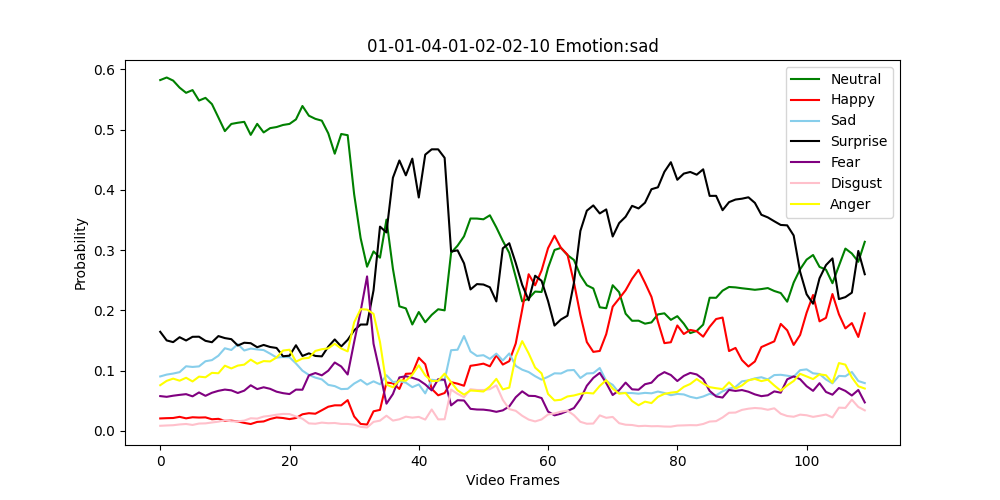 01-01-04-01-02-02-10 Emotion:sad
Probability
0.6
0.5
0.4
0.3
0.2
0.1
0.0
0 20 40 60 80 100
Video Frames
Neutral
Happy
Sad
Surprise
Fear
Disgust
Anger